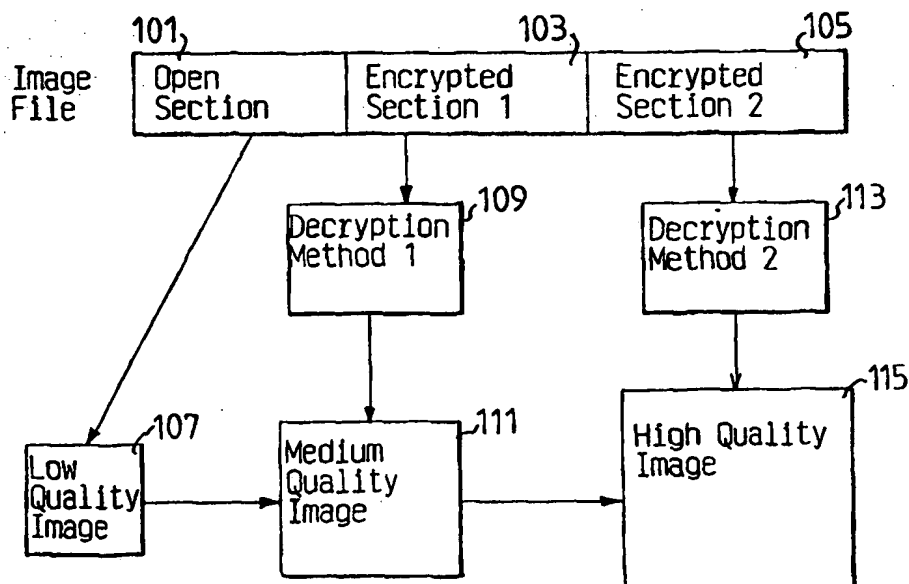 101
103
105
Image
File
Open
Section
Encrypted
Section 1
Encrypted
Section 2
109
Decryption
Method 1
113
Decryption
Method 2
107
Low
Quality
Image
111
Medium
Quality
Image
115
High Quality
Image